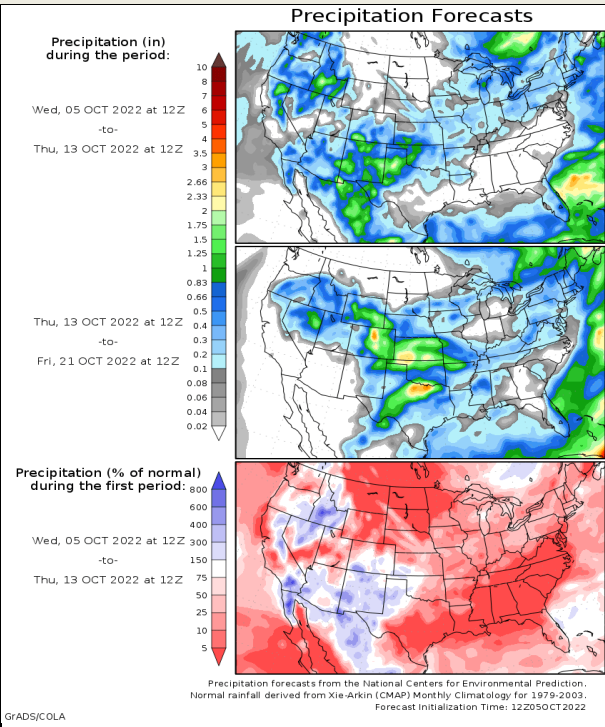 Precipitation Forecasts
Precipitation (in)
during the period:
Wed, 05 OCT 2022 at 12Z
-to-
Thu, 13 OCT 2022 at 12Z
10
8
7
6
5
4
3.5
3
2.66
2.33
2
1.75
1.5
1.25
1
0.83
0.66
0.5
0.4
0.3
0.2
0.1
0.08
0.06
0.04
0.02
Thu, 13 OCT 2022 at 12Z
-to-
Fri, 21 OCT 2022 at 12Z
Precipitation (% of normal)
during the first period:
Wed, 05 OCT 2022 at 12Z
-to-
Thu, 13 OCT 2022 at 12Z
800
600
400
300
150
75
50
25
10
5
Precipitation forecasts from the National Centers for Environmental Prediction.
Normal rainfall derived from Xie-Arkin (CMAP) Monthly Climatology for 1979-2003.
Forecast Initialization Time: 12Z05OCT2022
GrADS/COLA